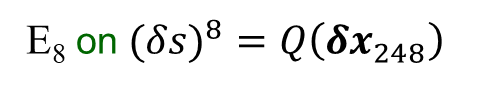 E₈ on (δs)⁸ = Q(δx₂₄₈)